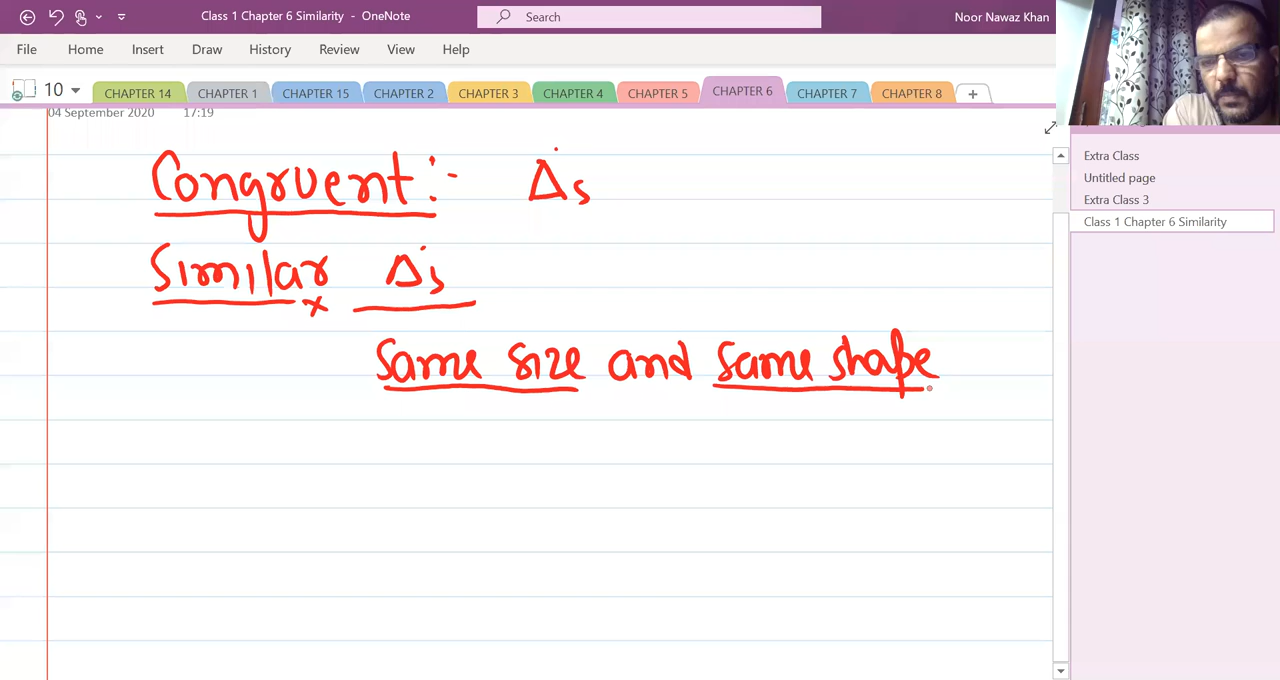 Class 1 Chapter 6 Similarity - OneNote
Search
Noor Nawaz Khan
File Home Insert Draw History Review View Help
10 CHAPTER 14 CHAPTER 1 CHAPTER 15 CHAPTER 2 CHAPTER 3 CHAPTER 4 CHAPTER 5 CHAPTER 6 CHAPTER 7 CHAPTER 8 +
04 September 2020 17:19
Congruent :- Δs
Similar Δs
x
same size and same shape
Extra Class
Untitled page
Extra Class 3
Class 1 Chapter 6 Similarity